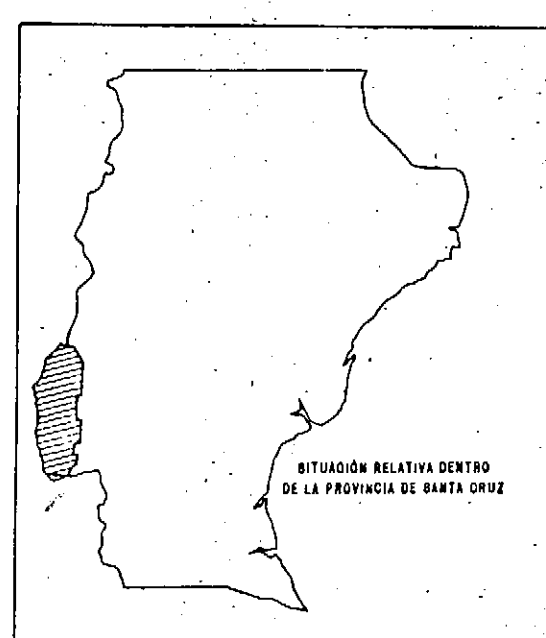 SITUACIÓN RELATIVA DENTRO
DE LA PROVINCIA DE SANTA CRUZ